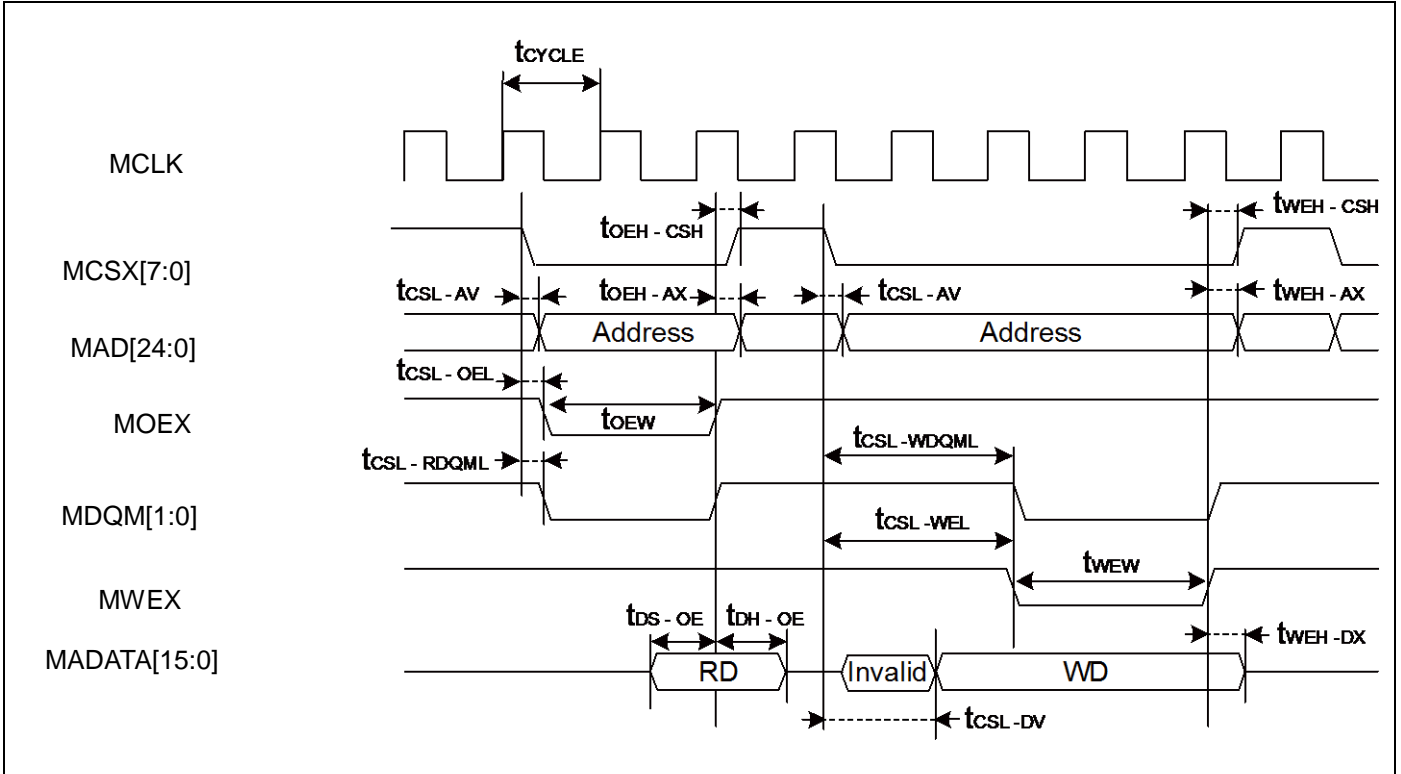 tCYCLE
MCLK
tOEH - CSH
tWEH - CSH
MCSX[7:0]
tCSL - AV
tOEH - AX
tCSL - AV
tWEH - AX
MAD[24:0]
Address
Address
tCSL - OEL
MOEX
tOEW
tCSL -WDQML
tCSL - RDQML
MDQM[1:0]
tCSL -WEL
tWEW
MWEX
tDS - OE
tDH - OE
tWEH -DX
MADATA[15:0]
RD
Invalid
WD
tCSL -DV